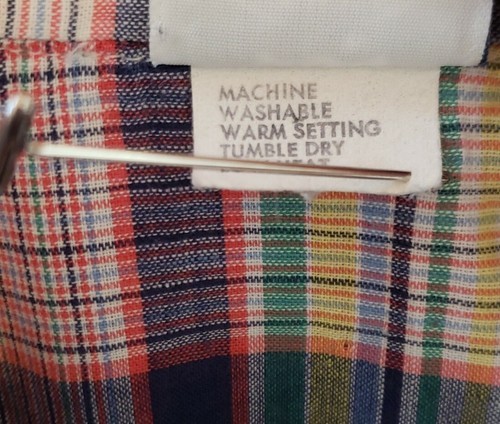 MACHINE
WASHABLE
WARM SETTING
TUMBLE DRY